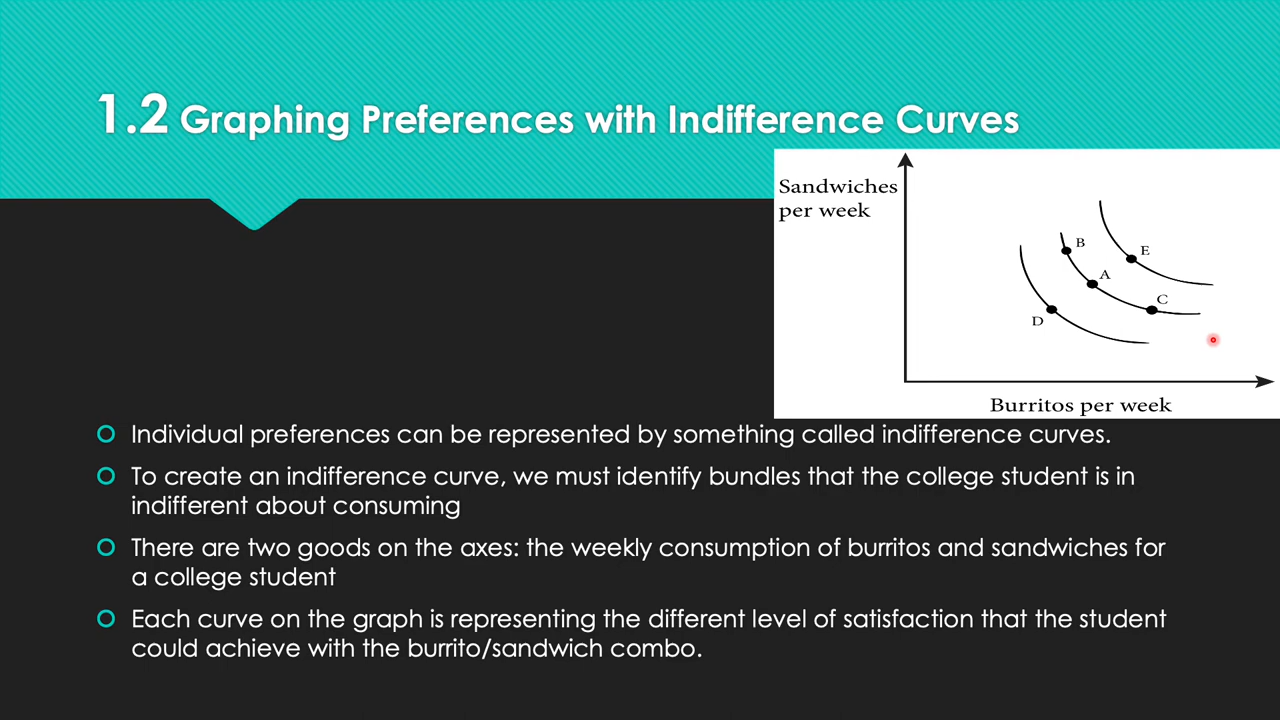 1.2 Graphing Preferences with Indifference Curves
Sandwiches
per week
B
E
A
C
D
Burritos per week
Individual preferences can be represented by something called indifference curves.
To create an indifference curve, we must identify bundles that the college student is in
indifferent about consuming
There are two goods on the axes: the weekly consumption of burritos and sandwiches for
a college student
Each curve on the graph is representing the different level of satisfaction that the student
could achieve with the burrito/sandwich combo.